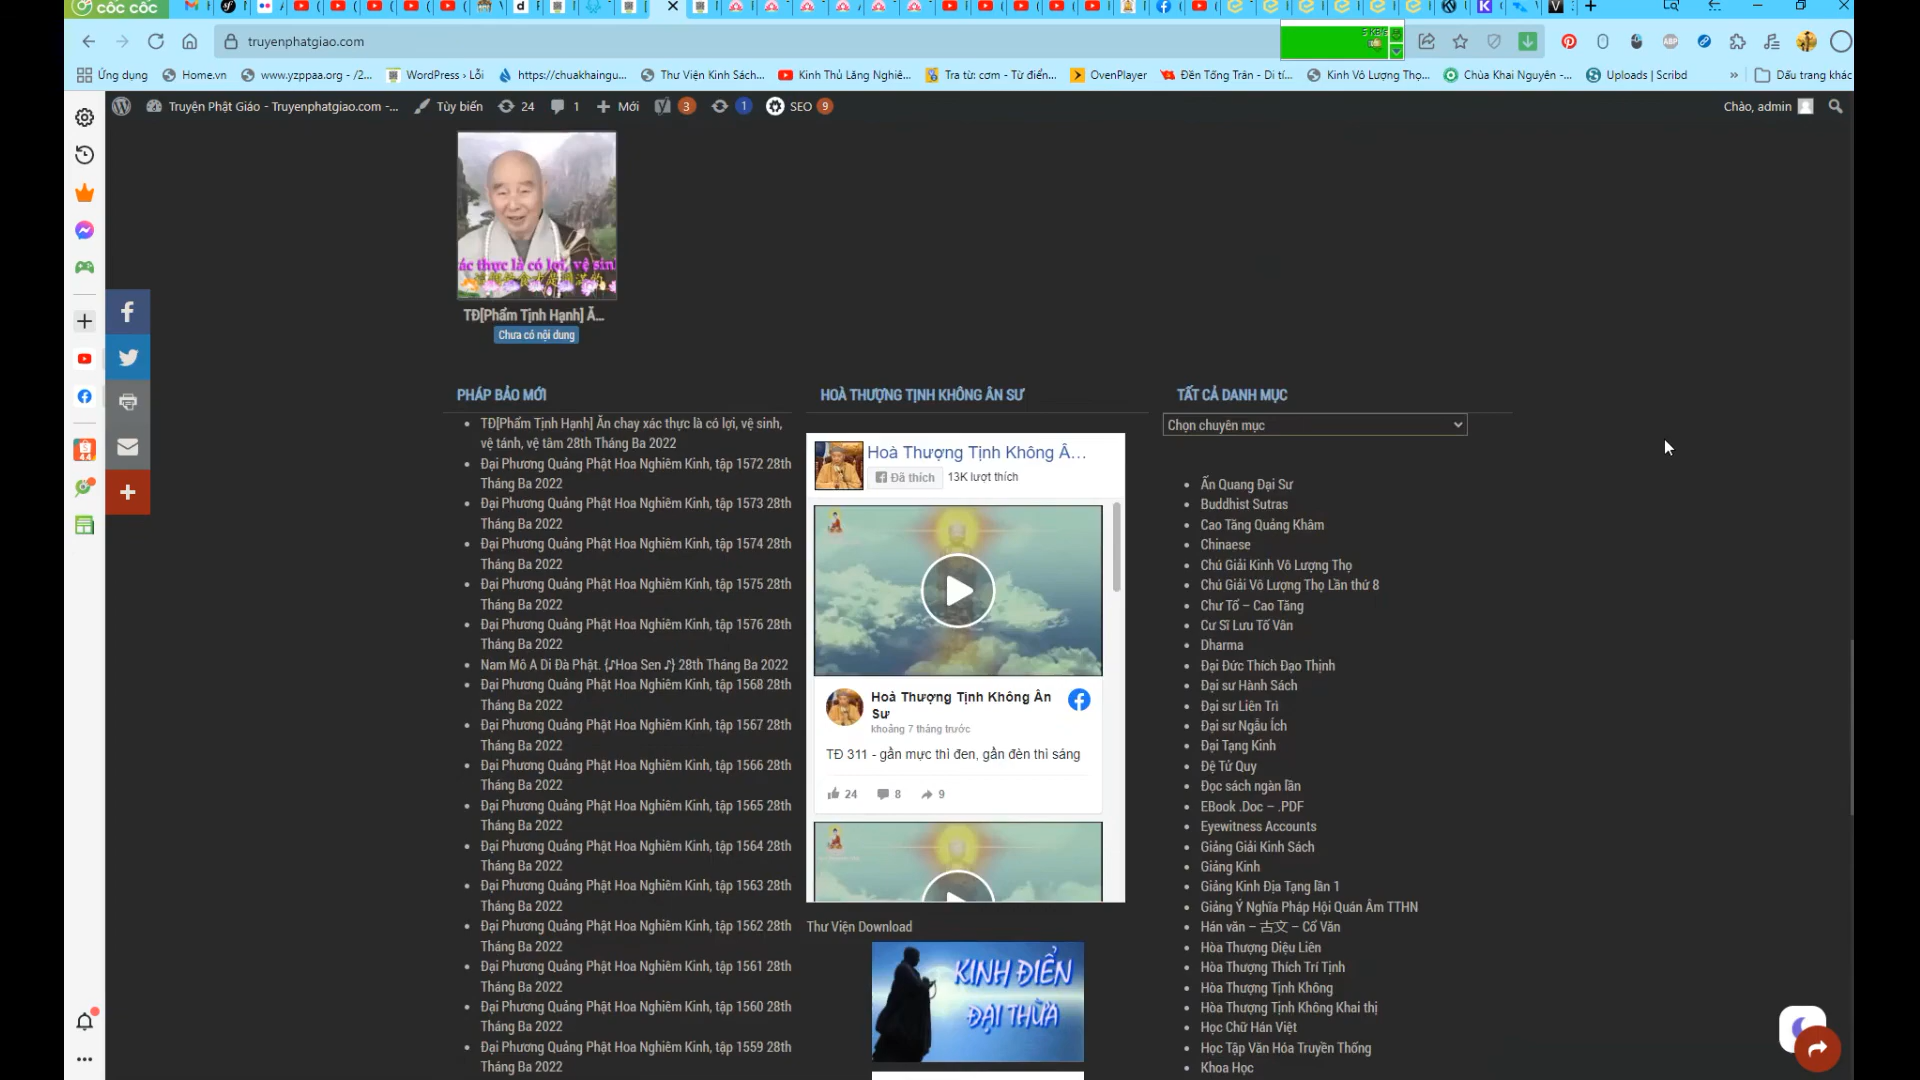 cốc cốc
truyenphatgiao.com
5 KB/s
Ứng dụng
Home.vn
www.yzppaa.org - /2...
WordPress › Lỗi
https://chuakhaingu...
Thư Viện Kinh Sách...
Kinh Thủ Lăng Nghiê...
Tra từ: cơm - Từ điển...
OvenPlayer
Đền Tống Trân - Di tí...
Kinh Vô Lượng Thọ...
Chùa Khai Nguyên -...
Uploads | Scribd
»
Dấu trang khác
Truyện Phật Giáo - Truyenphatgiao.com -...
Tùy biến
24
1
Mới
3
1
SEO 9
Chào, admin
ác thực là có lợi, vệ sin
TĐ[Phẩm Tịnh Hạnh] Ă...
Chưa có nội dung
PHÁP BẢO MỚI
TĐ[Phẩm Tịnh Hạnh] Ăn chay xác thực là có lợi, vệ sinh,
vệ tánh, vệ tâm 28th Tháng Ba 2022
Đại Phương Quảng Phật Hoa Nghiêm Kinh, tập 1572 28th
Tháng Ba 2022
Đại Phương Quảng Phật Hoa Nghiêm Kinh, tập 1573 28th
Tháng Ba 2022
Đại Phương Quảng Phật Hoa Nghiêm Kinh, tập 1574 28th
Tháng Ba 2022
Đại Phương Quảng Phật Hoa Nghiêm Kinh, tập 1575 28th
Tháng Ba 2022
Đại Phương Quảng Phật Hoa Nghiêm Kinh, tập 1576 28th
Tháng Ba 2022
Nam Mô A Di Đà Phật. {♪Hoa Sen ♪} 28th Tháng Ba 2022
Đại Phương Quảng Phật Hoa Nghiêm Kinh, tập 1568 28th
Tháng Ba 2022
Đại Phương Quảng Phật Hoa Nghiêm Kinh, tập 1567 28th
Tháng Ba 2022
Đại Phương Quảng Phật Hoa Nghiêm Kinh, tập 1566 28th
Tháng Ba 2022
Đại Phương Quảng Phật Hoa Nghiêm Kinh, tập 1565 28th
Tháng Ba 2022
Đại Phương Quảng Phật Hoa Nghiêm Kinh, tập 1564 28th
Tháng Ba 2022
Đại Phương Quảng Phật Hoa Nghiêm Kinh, tập 1563 28th
Tháng Ba 2022
Đại Phương Quảng Phật Hoa Nghiêm Kinh, tập 1562 28th
Tháng Ba 2022
Đại Phương Quảng Phật Hoa Nghiêm Kinh, tập 1561 28th
Tháng Ba 2022
Đại Phương Quảng Phật Hoa Nghiêm Kinh, tập 1560 28th
Tháng Ba 2022
Đại Phương Quảng Phật Hoa Nghiêm Kinh, tập 1559 28th
Tháng Ba 2022
HOÀ THƯỢNG TỊNH KHÔNG ÂN SƯ
Hoà Thượng Tịnh Không Â...
Đã thích
13K lượt thích
Hoà Thượng Tịnh Không Ân
Sư
khoảng 7 tháng trước
TĐ 311 - gần mực thì đen, gần đèn thì sáng
24
8
9
Thư Viện Download
KINH ĐIỂN
ĐẠI THỪA
TẤT CẢ DANH MỤC
Chọn chuyên mục
Ấn Quang Đại Sư
Buddhist Sutras
Cao Tăng Quảng Khâm
Chinaese
Chú Giải Kinh Vô Lượng Thọ
Chú Giải Vô Lượng Thọ Lần thứ 8
Chư Tổ – Cao Tăng
Cư Sĩ Lưu Tố Vân
Dharma
Đại Đức Thích Đạo Thịnh
Đại sư Hành Sách
Đại sư Liên Trì
Đại sư Ngẫu Ích
Đại Tạng Kinh
Đệ Tử Quy
Đọc sách ngàn lần
EBook .Doc – .PDF
Eyewitness Accounts
Giảng Giải Kinh Sách
Giảng Kinh
Giảng Kinh Địa Tạng lần 1
Giảng Ý Nghĩa Pháp Hội Quán Âm TTHN
Hán văn – 古文 – Cổ Văn
Hòa Thượng Diệu Liên
Hòa Thượng Thích Trí Tịnh
Hòa Thượng Tịnh Không
Hòa Thượng Tịnh Không Khai thị
Học Chữ Hán Việt
Học Tập Văn Hóa Truyền Thống
Khoa Học